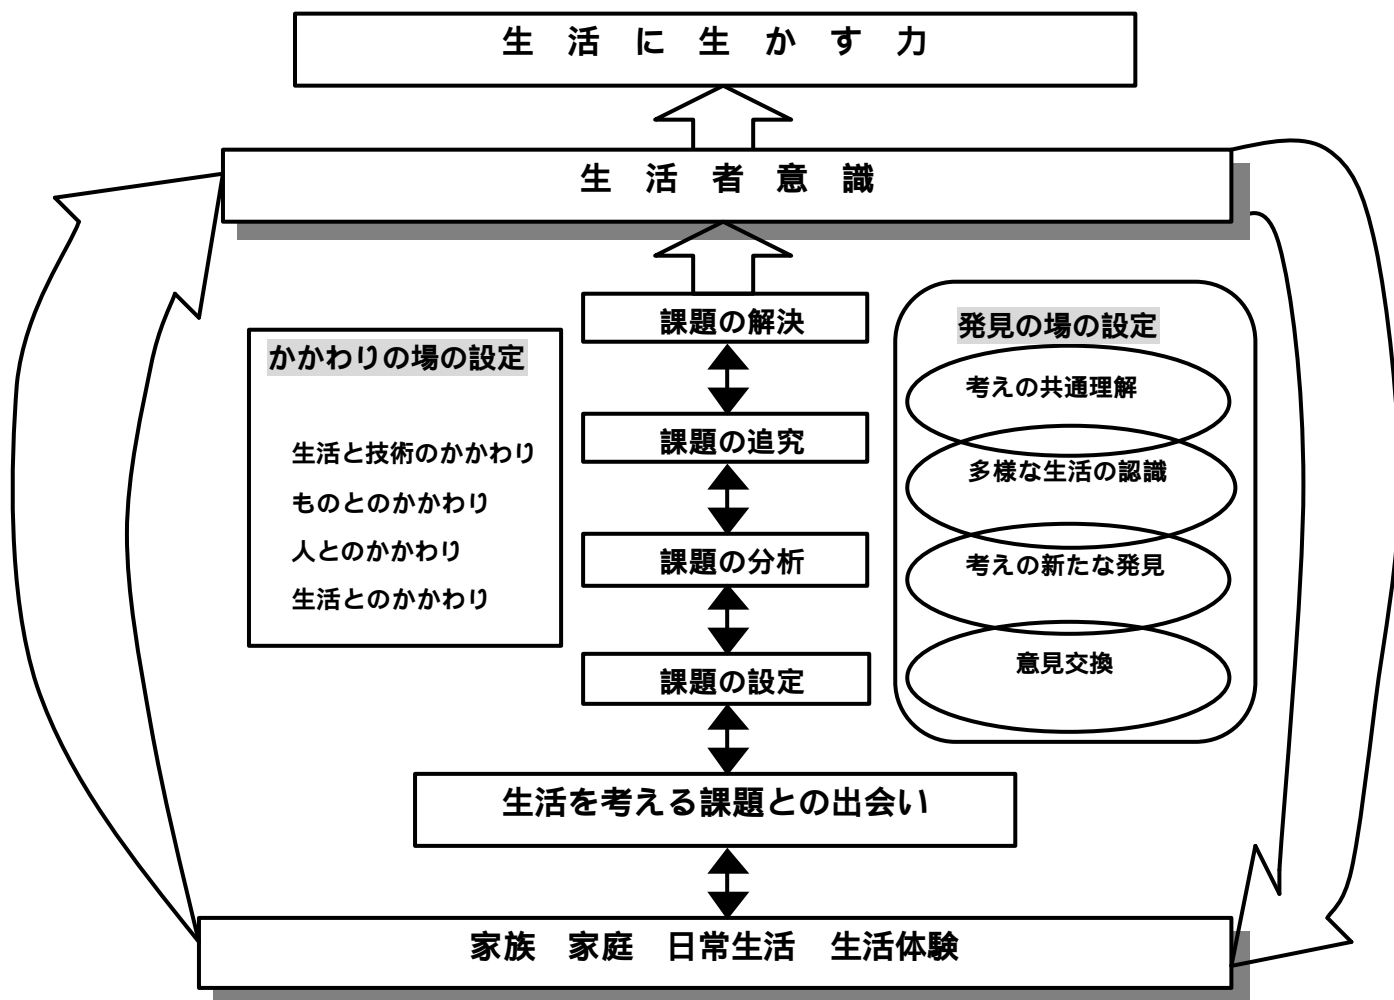 生 活 に 生 か す 力
生 活 者 意 識
課題の解決
課題の追究
課題の分析
課題の設定
かかわりの場の設定
生活と技術のかかわり
ものとのかかわり
人とのかかわり
生活とのかかわり
発見の場の設定
考えの共通理解
多様な生活の認識
考えの新たな発見
意見交換
生活を考える課題との出会い
家族 家庭 日常生活 生活体験